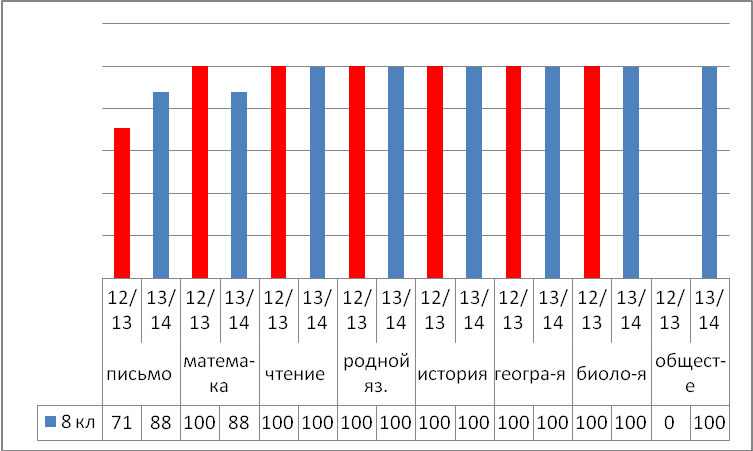 12/ 13/ 12/ 13/ 12/ 13/ 12/ 13/ 12/ 13/ 12/ 13/ 12/ 13/ 12/ 13/
13 14 13 14 13 14 13 14 13 14 13 14 13 14 13 14
письмо матема- чтение родной история геогра-я биоло-я общест-
ка яз. е
8 кл 71 88 100 88 100 100 100 100 100 100 100 100 100 100 0 100